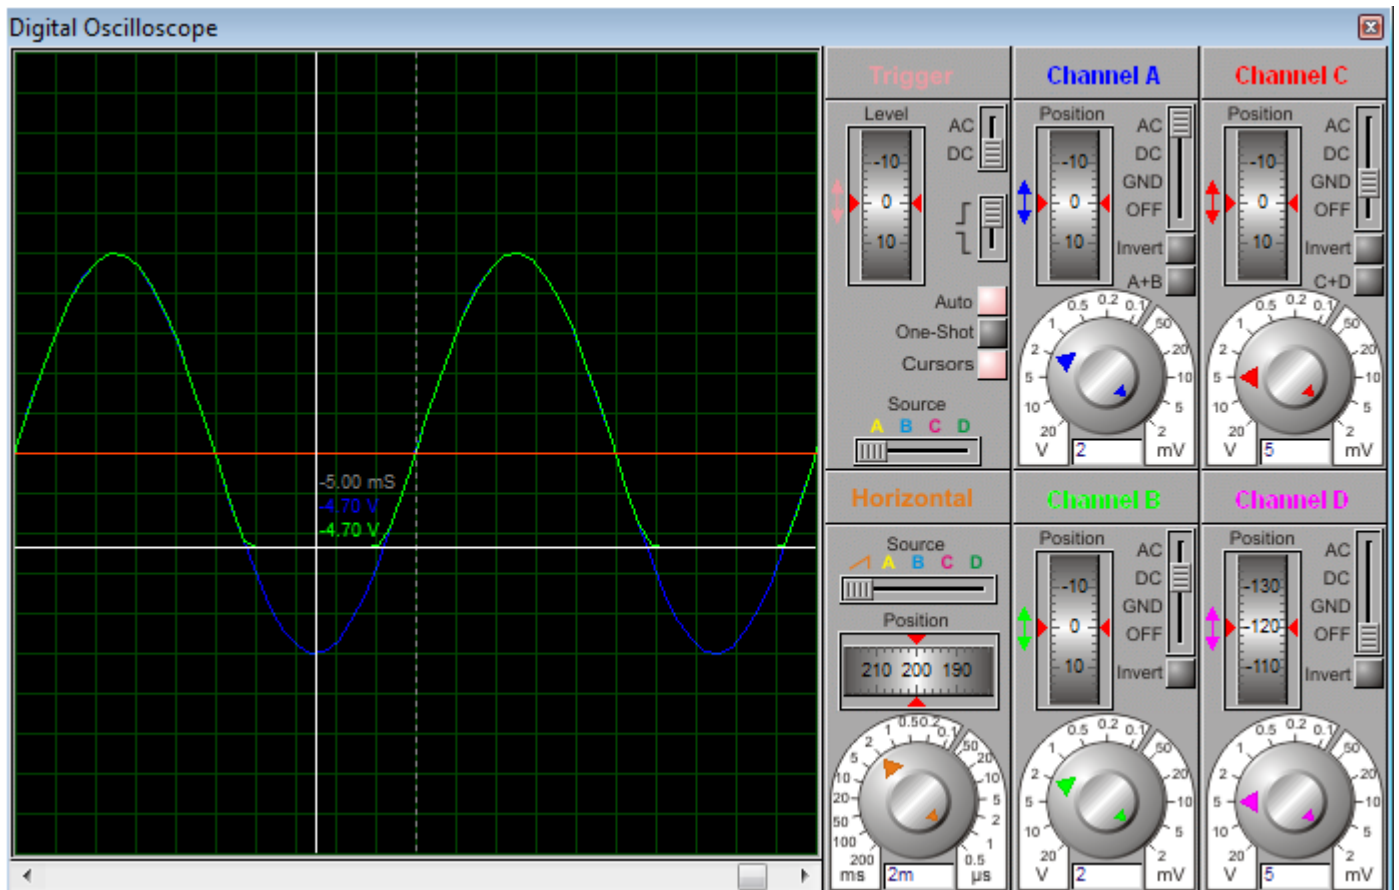 Digital Oscilloscope
-5.00 mS
-4.70 V
-4.70 V
Trigger
Level
-10
0
10
AC
DC
Auto
One-Shot
Cursors
Source
A B C D
Channel A
Position
-10
0
10
AC
DC
GND
OFF
Invert
A+B
20 10 5 2 1 0.5 0.2 0.1 50 20 10 5 2
V 2 mV
Channel C
Position
-10
0
10
AC
DC
GND
OFF
Invert
C+D
20 10 5 2 1 0.5 0.2 0.1 50 20 10 5 2
V 5 mV
Horizontal
Source
A B C D
Position
210 200 190
200 100 50 20 10 5 2 1 0.5 0.2 0.1 50 20 10 5 2 1 0.5
ms 2m µs
Channel B
Position
-10
0
10
AC
DC
GND
OFF
Invert
20 10 5 2 1 0.5 0.2 0.1 50 20 10 5 2
V 2 mV
Channel D
Position
-130
-120
-110
AC
DC
GND
OFF
Invert
20 10 5 2 1 0.5 0.2 0.1 50 20 10 5 2
V 5 mV